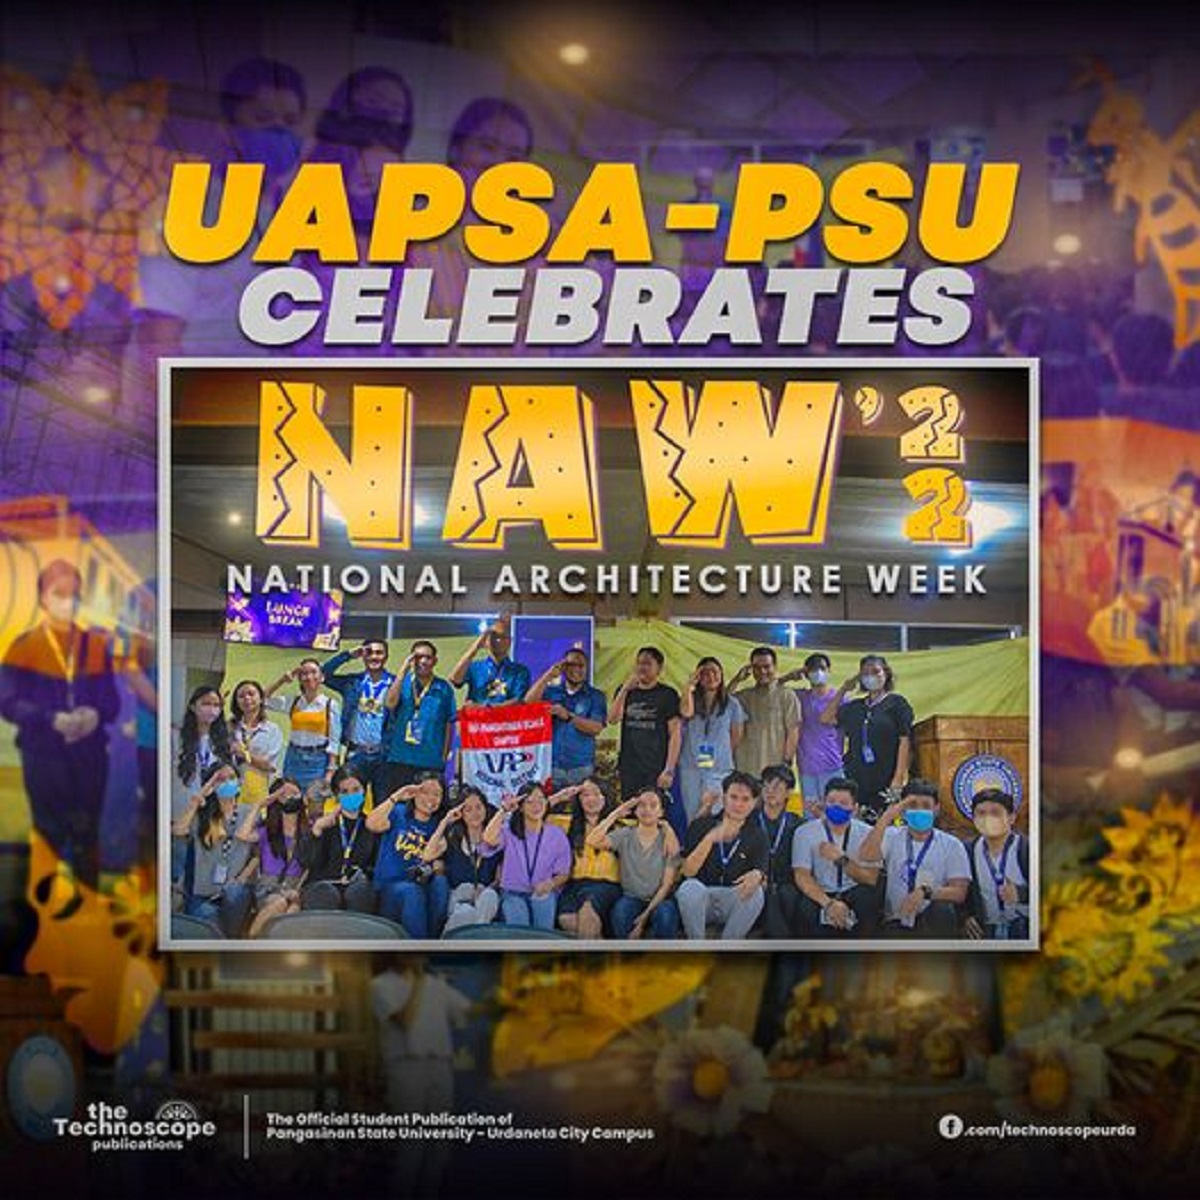 UAPSA-PSU
CELEBRATES
NAW'22
NATIONAL ARCHITECTURE WEEK
LUNCH
BREAK
UAP
the
Technoscope
publications
The Official Student Publication of
Pangasinan State University - Urdaneta City Campus
f.com/technoscopeurda